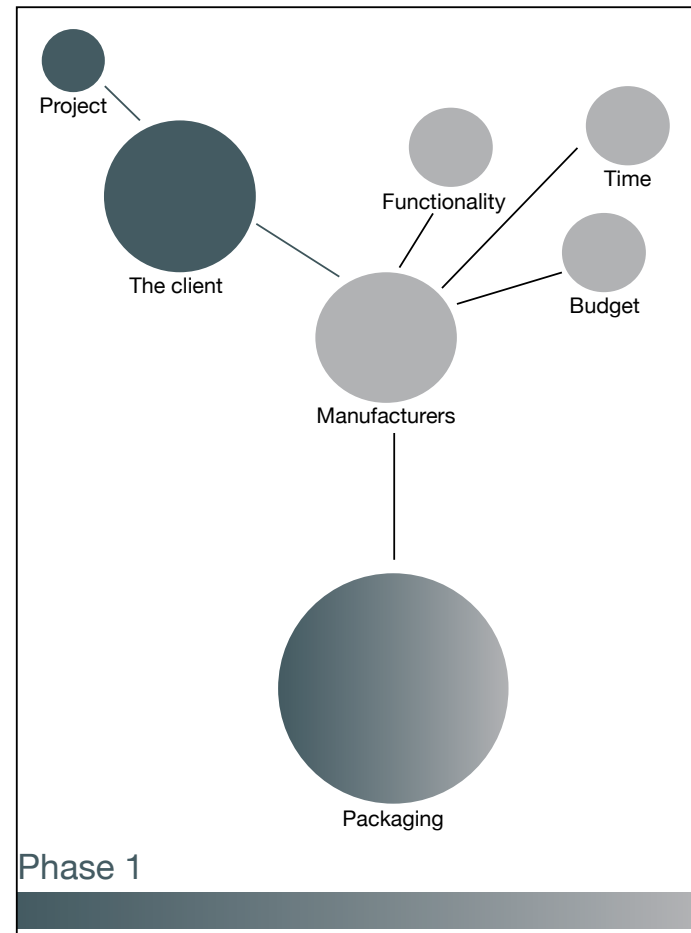 Project
The client
Functionality
Time
Budget
Manufacturers
Packaging
Phase 1